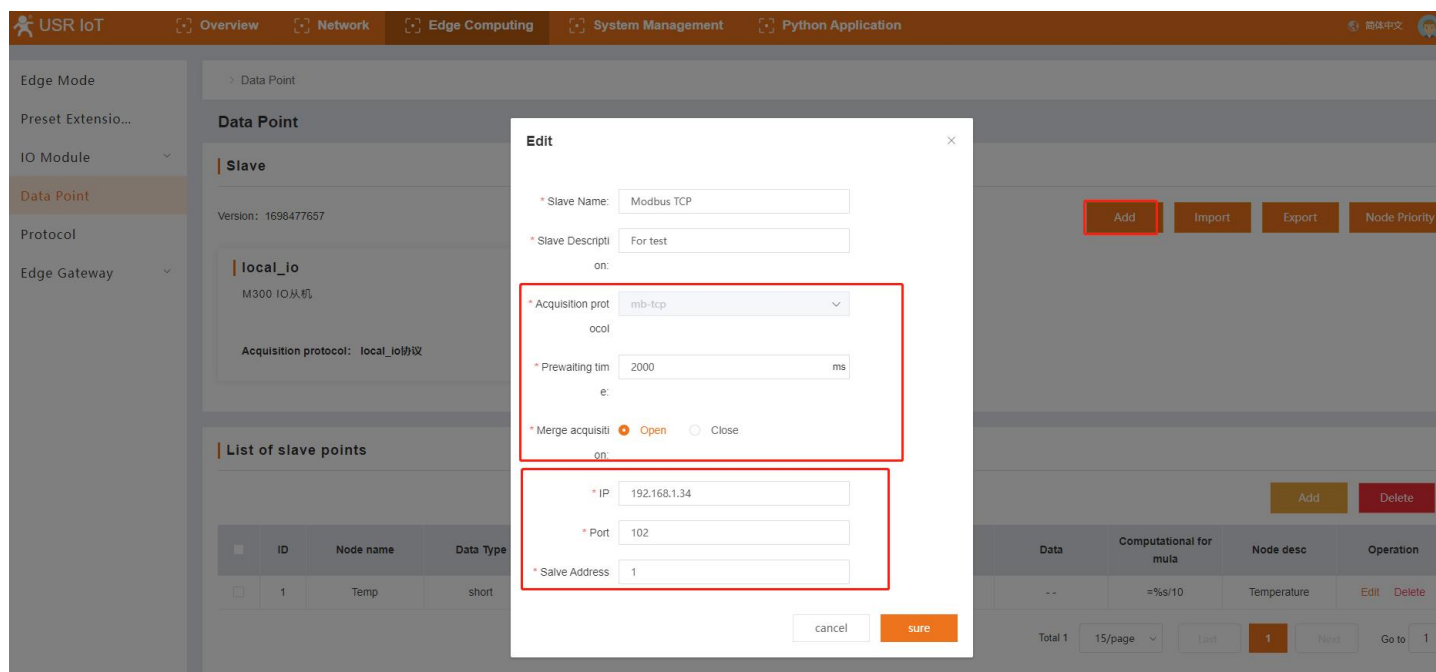 USR IoT
Overview
Network
Edge Computing
System Management
Python Application
简体中文
Edge Mode
Preset Extensio...
IO Module
Data Point
Protocol
Edge Gateway
> Data Point
Data Point
Slave
Version: 1698477657
Add
Import
Export
Node Priority
local_io
M300 IO从机
Acquisition protocol: local_io协议
List of slave points
Add
Delete
ID
Node name
Data Type
Data
Computational for
mula
Node desc
Operation
1
Temp
short
- -
=%s/10
Temperature
Edit
Delete
Total 1
15/page
Last
1
Next
Go to
1
Edit
* Slave Name:
Modbus TCP
* Slave Descripti
on:
For test
* Acquisition prot
ocol
mb-tcp
* Prewaiting tim
e:
2000
ms
* Merge acquisiti
on:
Open
Close
* IP
192.168.1.34
* Port
102
* Salve Address
1
cancel
sure